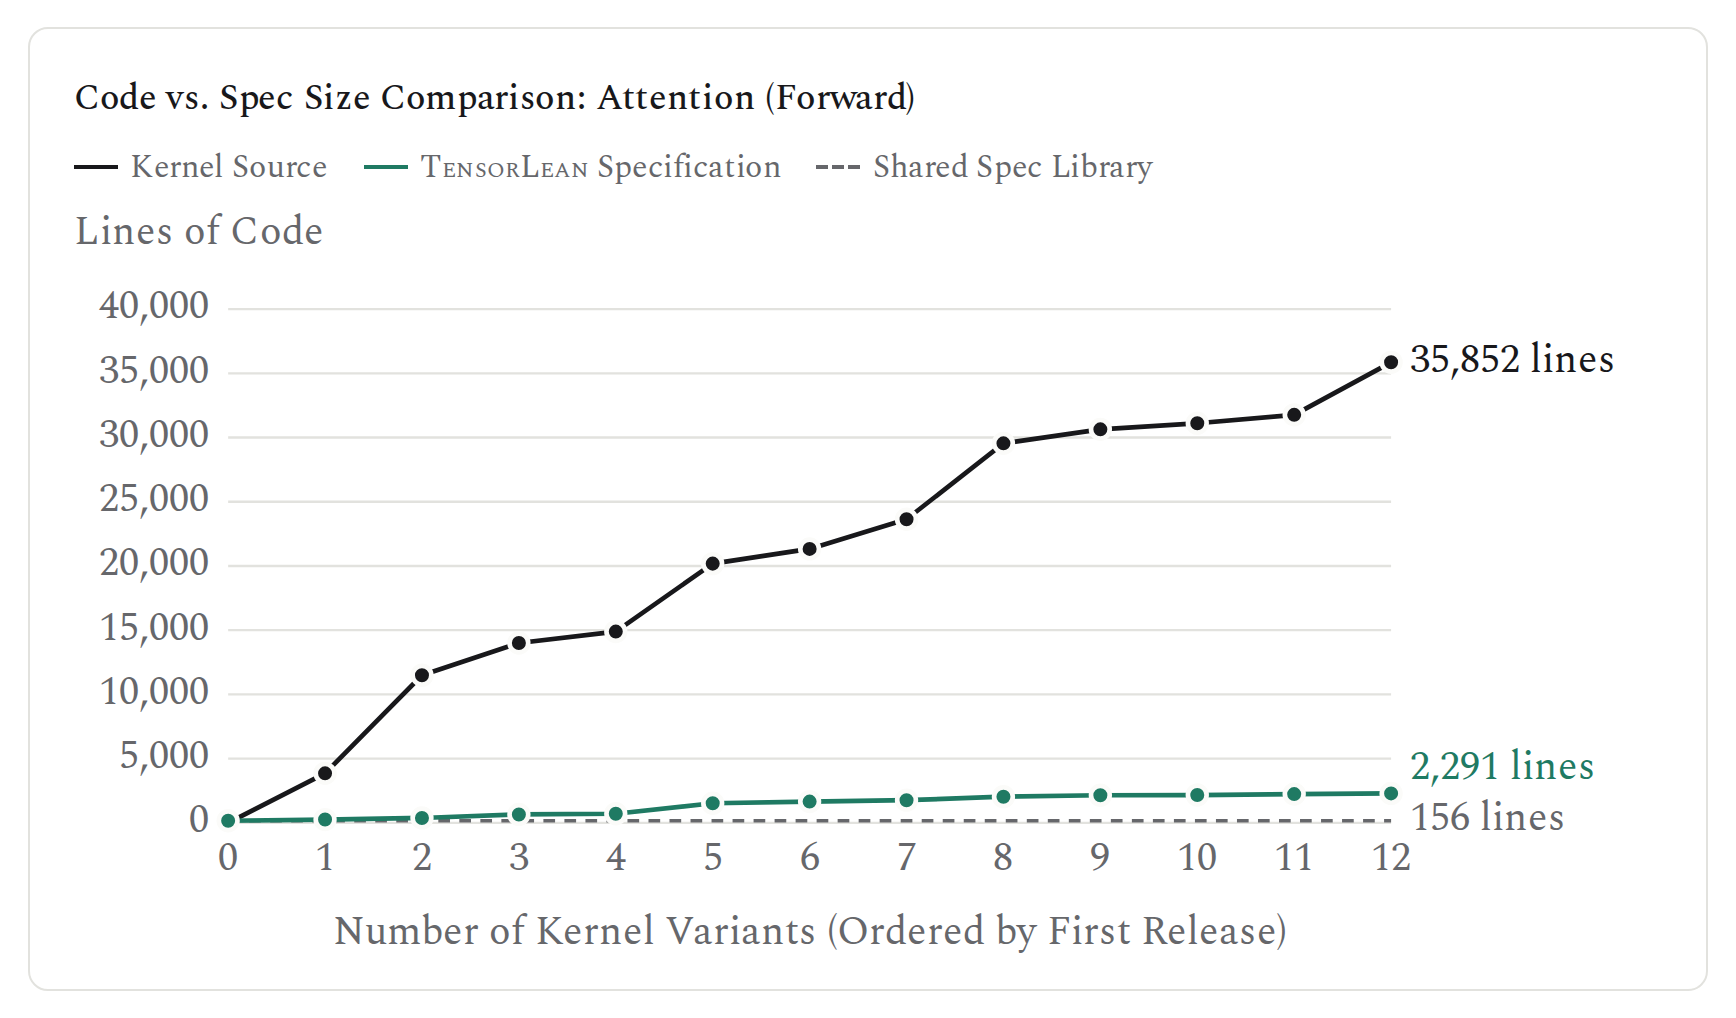 Code vs. Spec Size Comparison: Attention (Forward)
Kernel Source TensorLean Specification Shared Spec Library
Lines of Code
40,000
35,000
30,000
25,000
20,000
15,000
10,000
5,000
0
35,852 lines
2,291 lines
156 lines
0 1 2 3 4 5 6 7 8 9 10 11 12
Number of Kernel Variants (Ordered by First Release)